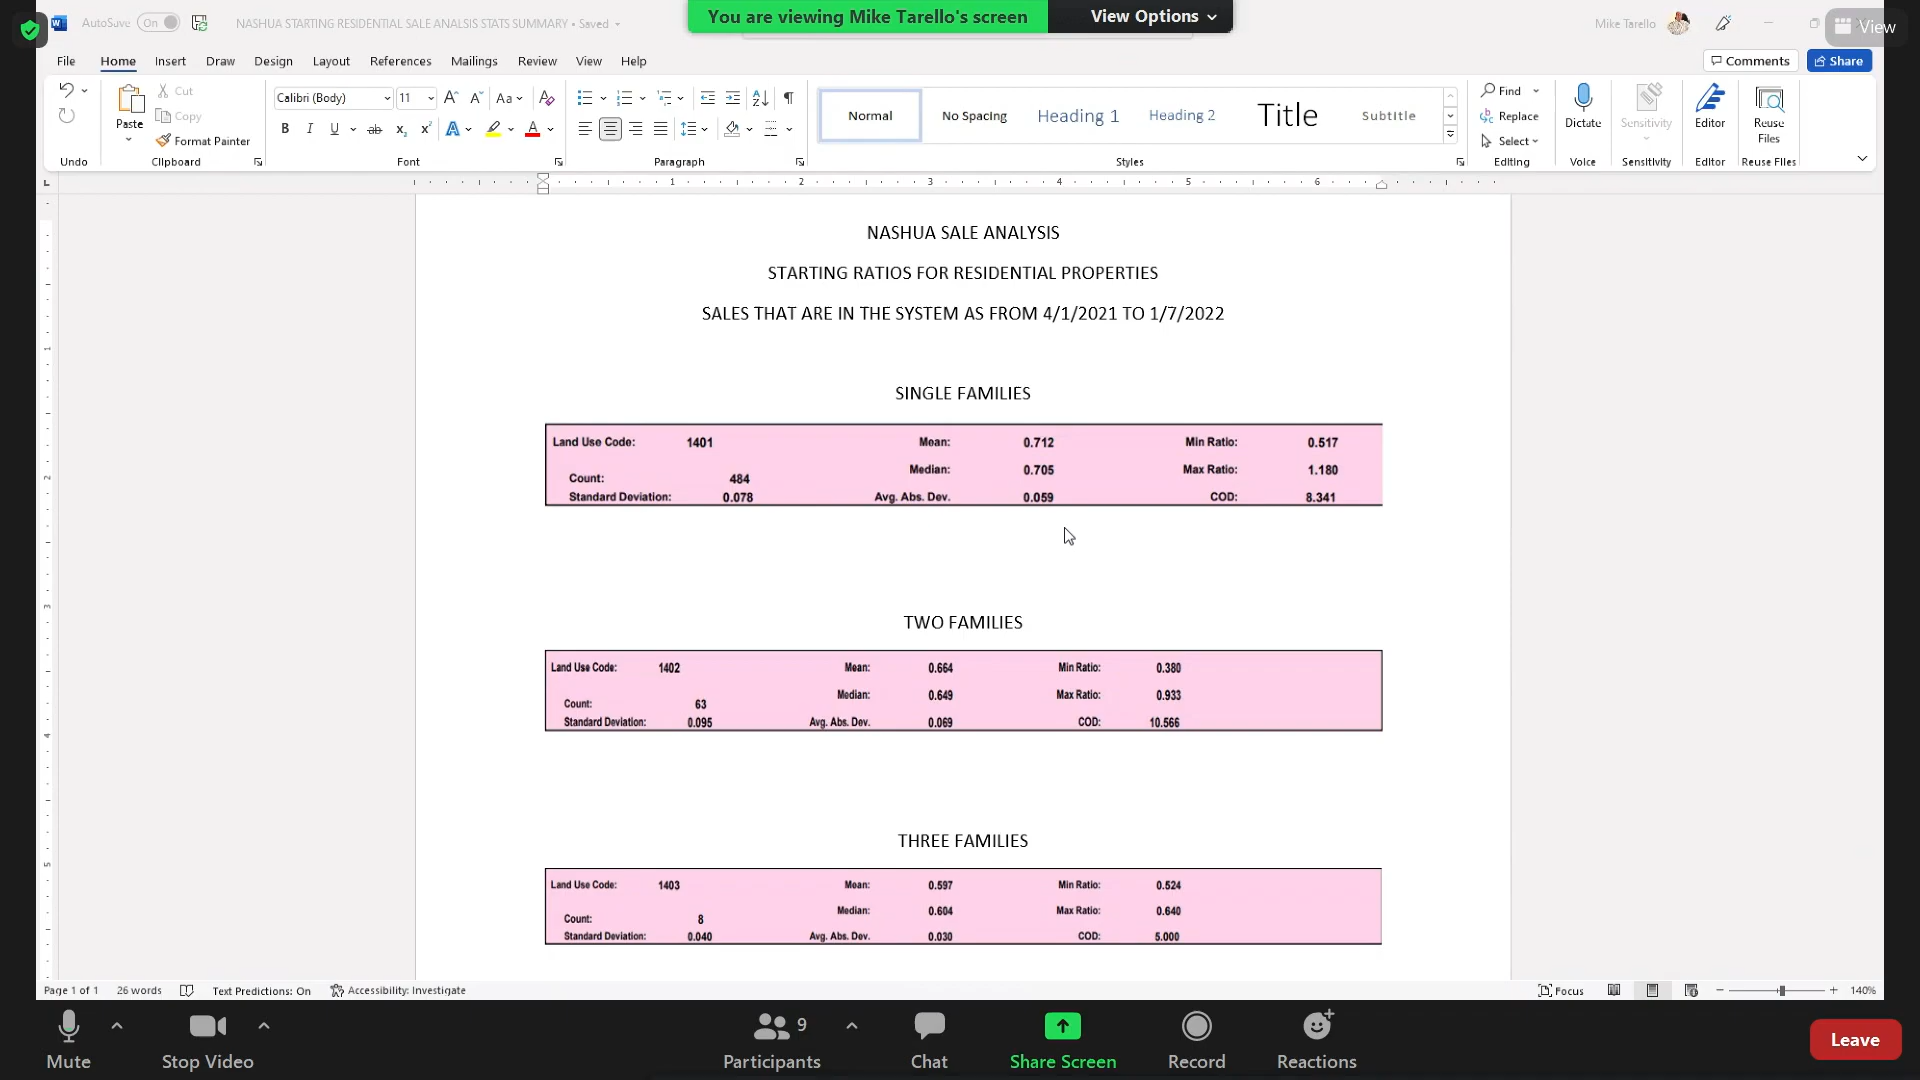 AutoSave On NASHUA STARTING RESIDENTIAL SALE ANALSIS STATS SUMMARY • Saved
You are viewing Mike Tarello's screen View Options
Mike Tarello View
File Home Insert Draw Design Layout References Mailings Review View Help Comments Share
Paste Cut Copy Format Painter
Calibri (Body) 11 Aa
B I U ab x₂ x² A A
Normal No Spacing Heading 1 Heading 2 Title Subtitle
Find Replace Select
Dictate Sensitivity Editor Reuse Files
Undo Clipboard Font Paragraph Styles Editing Voice Sensitivity Editor Reuse Files
1 2 3 4 5 6
NASHUA SALE ANALYSIS
STARTING RATIOS FOR RESIDENTIAL PROPERTIES
SALES THAT ARE IN THE SYSTEM AS FROM 4/1/2021 TO 1/7/2022
SINGLE FAMILIES
Land Use Code: 1401 Mean: 0.712 Min Ratio: 0.517
Median: 0.705 Max Ratio: 1.180
Count: 484
Standard Deviation: 0.078 Avg. Abs. Dev. 0.059 COD: 8.341
TWO FAMILIES
Land Use Code: 1402 Mean: 0.664 Min Ratio: 0.380
Median: 0.649 Max Ratio: 0.933
Count: 63
Standard Deviation: 0.095 Avg. Abs. Dev. 0.069 COD: 10.566
THREE FAMILIES
Land Use Code: 1403 Mean: 0.597 Min Ratio: 0.524
Median: 0.604 Max Ratio: 0.640
Count: 8
Standard Deviation: 0.040 Avg. Abs. Dev. 0.030 COD: 5.000
Page 1 of 1 26 words Text Predictions: On Accessibility: Investigate Focus 140%
Mute Stop Video Participants 9 Chat Share Screen Record Reactions Leave